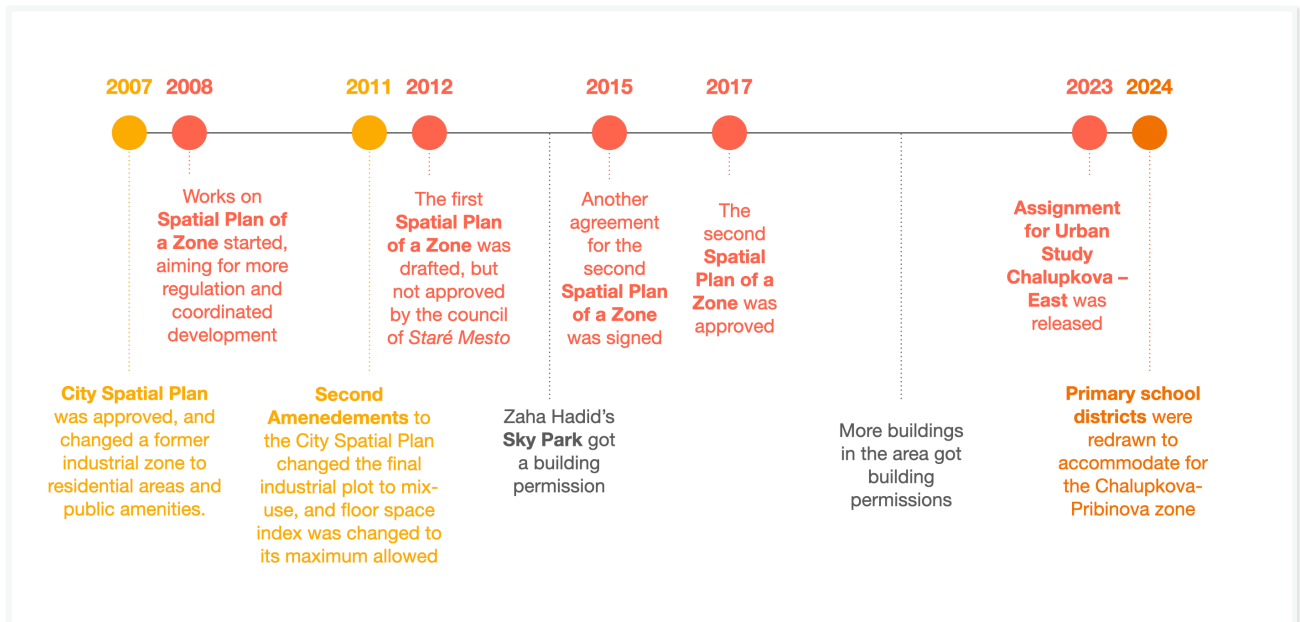 2007
2008
2011
2012
2015
2017
2023
2024
Works on
Spatial Plan of
a Zone started,
aiming for more
regulation and
coordinated
development
The first
Spatial Plan
of a Zone was
drafted, but
not approved
by the council
of Staré Mesto
Another
agreement
for the
second
Spatial Plan
of a Zone
was signed
The
second
Spatial
Plan of a
Zone was
approved
Assignment
for Urban
Study
Chalupkova –
East was
released
City Spatial Plan
was approved, and
changed a former
industrial zone to
residential areas and
public amenities.
Second
Amenedements to
the City Spatial Plan
changed the final
industrial plot to mix-
use, and floor space
index was changed to
its maximum allowed
Zaha Hadid’s
Sky Park got
a building
permission
More buildings
in the area got
building
permissions
Primary school
districts were
redrawn to
accommodate for
the Chalupkova-
Pribinova zone